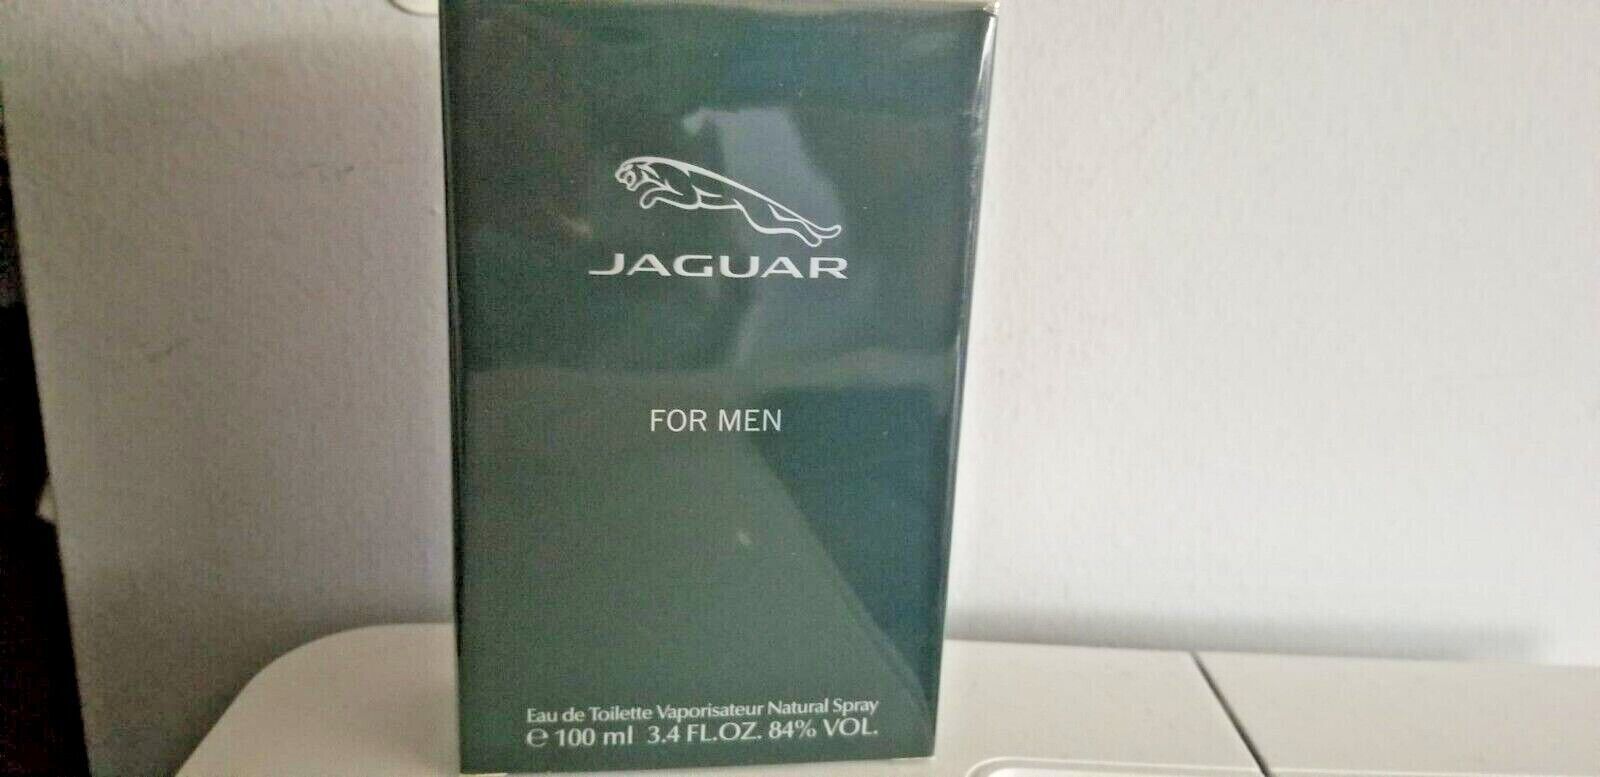 JAGUAR
FOR MEN
Eau de Toilette Vaporisateur Natural Spray
℮ 100 ml 3.4 FL.OZ. 84% VOL.